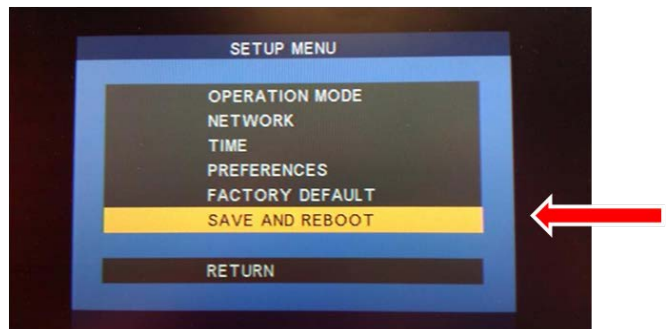 SETUP MENU
OPERATION MODE
NETWORK
TIME
PREFERENCES
FACTORY DEFAULT
SAVE AND REBOOT
RETURN